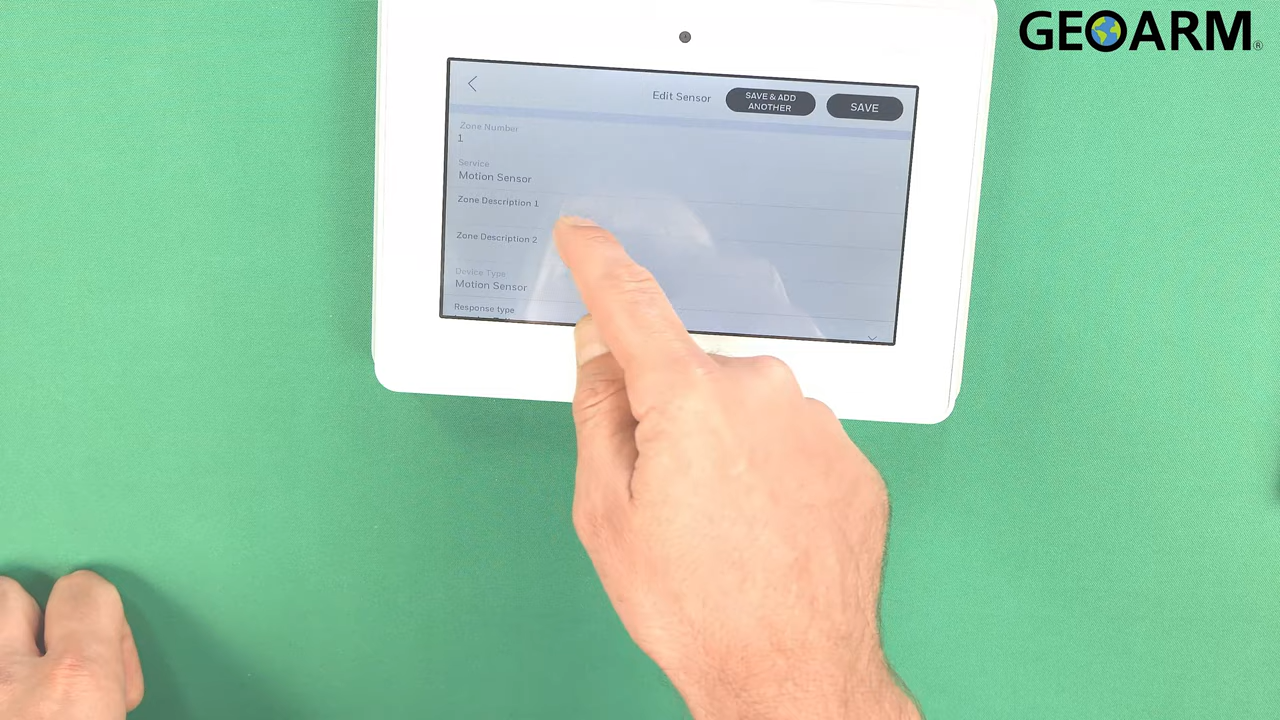 GEOARM®
Edit Sensor
SAVE & ADD
ANOTHER
SAVE
Zone Number
1
Service
Motion Sensor
Zone Description 1
Zone Description 2
Device Type
Motion Sensor
Response type